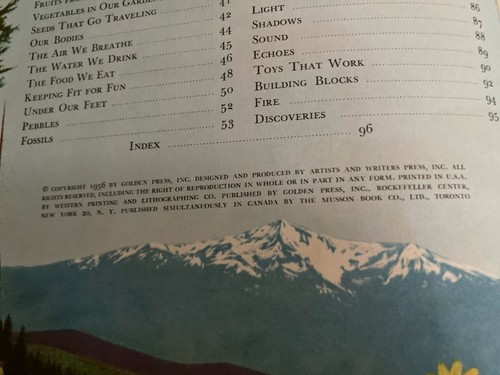 FRUITS
VEGETABLES IN OUR GARDEN
SEEDS THAT GO TRAVELING 41
OUR BODIES 42
THE AIR WE BREATHE 44
THE WATER WE DRINK 45
THE FOOD WE EAT 46
KEEPING FIT FOR FUN 48
UNDER OUR FEET 50
PEBBLES 52
FOSSILS 53
LIGHT 86
SHADOWS 87
SOUND 88
ECHOES 89
TOYS THAT WORK 90
BUILDING BLOCKS 92
FIRE 94
DISCOVERIES 95
INDEX 96
© COPYRIGHT 1956 BY GOLDEN PRESS, INC. DESIGNED AND PRODUCED BY ARTISTS AND WRITERS PRESS, INC. ALL
RIGHTS RESERVED, INCLUDING THE RIGHT OF REPRODUCTION IN WHOLE OR IN PART IN ANY FORM. PRINTED IN U.S.A.
BY WESTERN PRINTING AND LITHOGRAPHING CO. PUBLISHED BY GOLDEN PRESS, INC., ROCKEFELLER CENTER,
NEW YORK 20, N. Y. PUBLISHED SIMULTANEOUSLY IN CANADA BY THE MUSSON BOOK CO., LTD., TORONTO